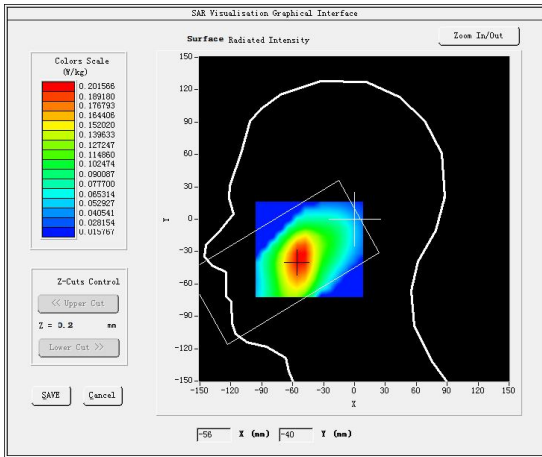 SAR Visualisation Graphical Interface
Surface Radiated Intensity
Zoom In/Out
Colors Scale
(W/kg)
0.201566
0.189180
0.176793
0.164406
0.152020
0.139633
0.127247
0.114860
0.102474
0.090087
0.077700
0.065314
0.052927
0.040541
0.028154
0.015767
Z-Cuts Control
<< Upper Cut
Z = 0.2 mm
Lower Cut >>
SAVE Cancel
150
120
90
60
30
0
-30
-60
-90
-120
-150
Y
-150 -120 -90 -60 -30 0 30 60 90 120 150
X
-56 X (mm) -40 Y (mm)